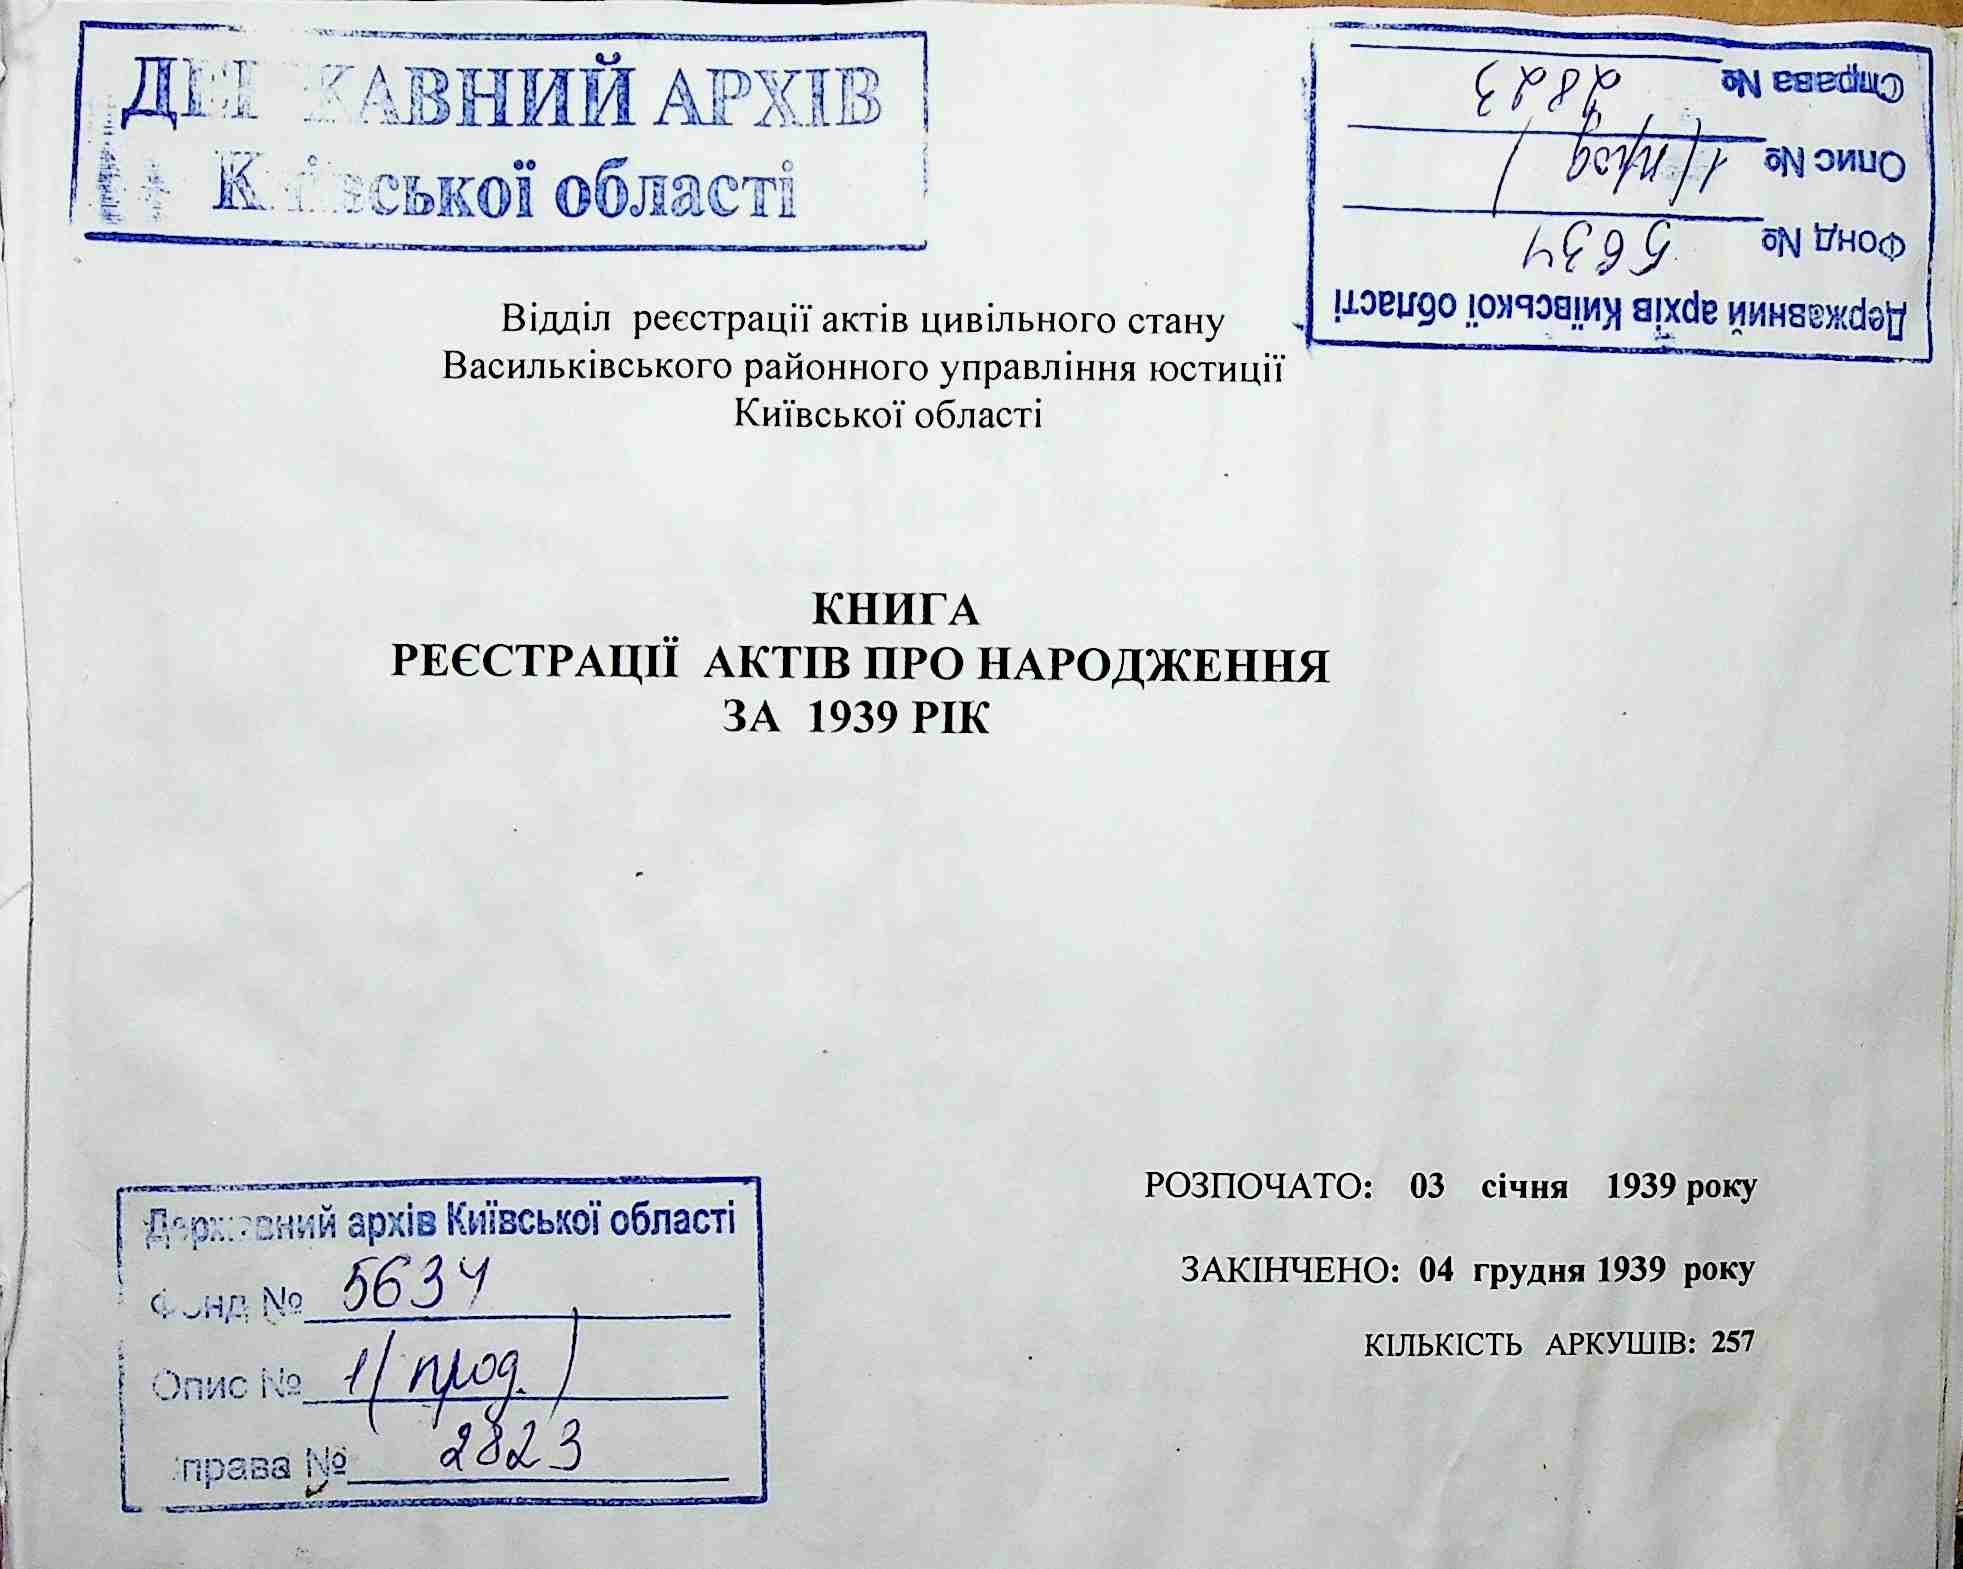 ДЕРЖАВНИЙ АРХІВ
Київської області
Справа № 2823
Опис № 1 (прод.)
Фонд № 5634
Державний архів Київської області
Відділ реєстрації актів цивільного стану
Васильківського районного управління юстиції
Київської області
КНИГА
РЕЄСТРАЦІЇ АКТІВ ПРО НАРОДЖЕННЯ
ЗА 1939 РІК
РОЗПОЧАТО: 03 січня 1939 року
ЗАКІНЧЕНО: 04 грудня 1939 року
КІЛЬКІСТЬ АРКУШІВ: 257
Державний архів Київської області
Фонд № 5634
Опис № 1 (прод.)
Справа № 2823